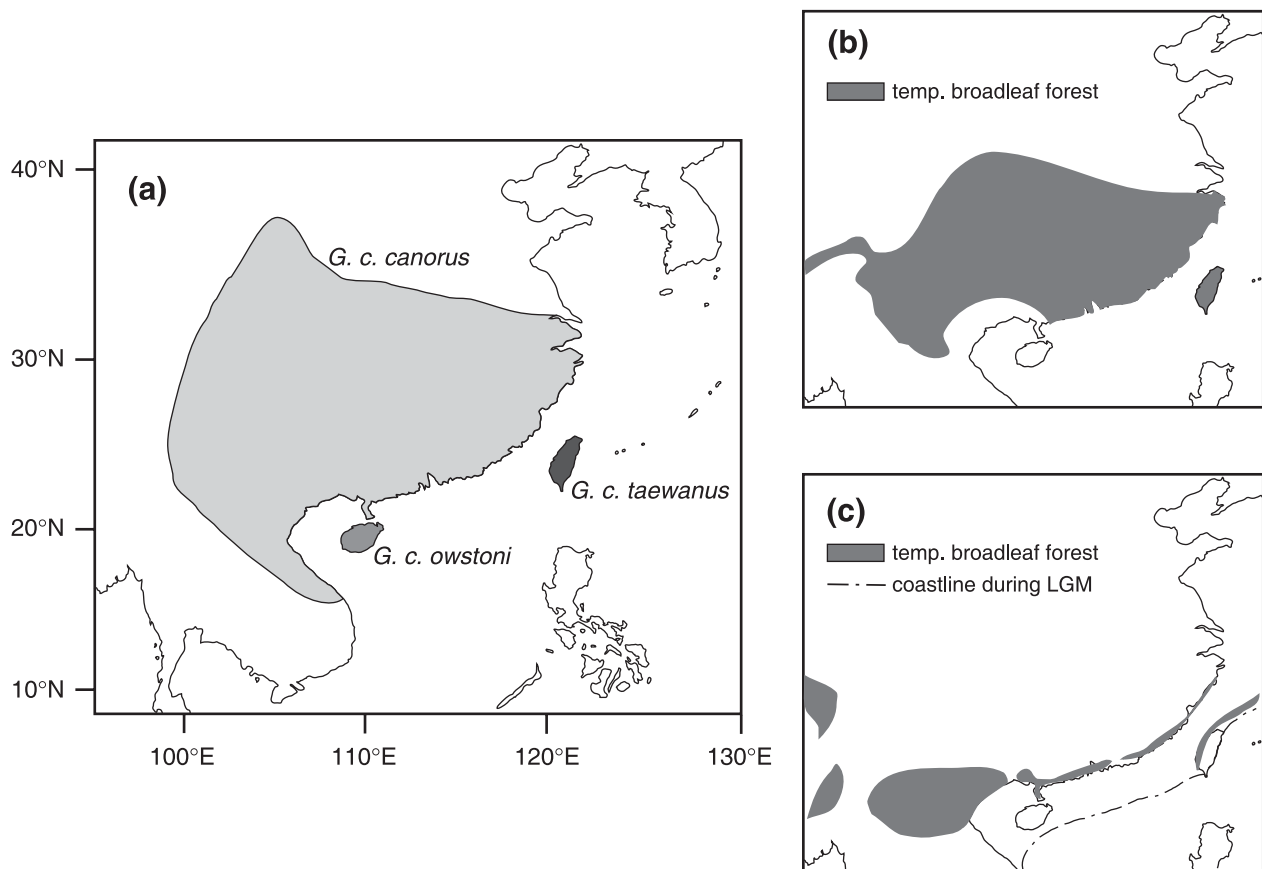 (a)
40°N
30°N
20°N
10°N
100°E
110°E
120°E
130°E
G. c. canorus
G. c. taewanus
G. c. owstoni
(b)
temp. broadleaf forest
(c)
temp. broadleaf forest
coastline during LGM